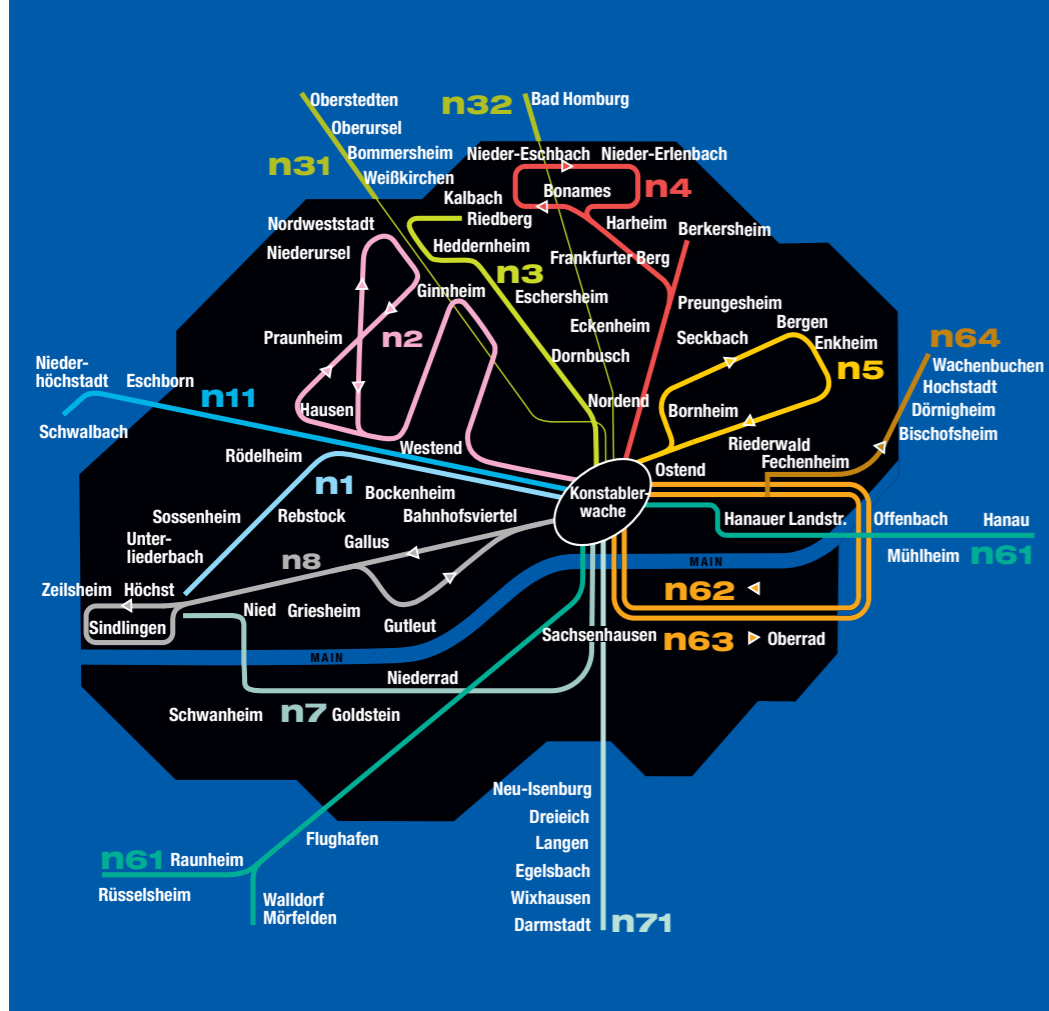 Oberstedten
n32
Bad Homburg
Oberursel
n31
Bommersheim
Nieder-Eschbach
Nieder-Erlenbach
Weißkirchen
Bonames
n4
Kalbach
Riedberg
Harheim
Berkersheim
Nordweststadt
Niederursel
Heddernheim
n3
Frankfurter Berg
Ginnheim
Eschersheim
Preungesheim
Eckenheim
Seckbach
Bergen
Enkheim
Praunheim
n2
Dornbusch
n5
n64
Wachenbuchen
Hochstadt
Dörnigheim
Bischofsheim
Nieder-
höchstadt
Eschborn
n11
Schwalbach
Hausen
Nordend
Bornheim
Riederwald
Fechenheim
Westend
Rödelheim
Ostend
n1
Bockenheim
Konstabler-
wache
Sossenheim
Rebstock
Bahnhofsviertel
Hanauer Landstr.
Offenbach
Hanau
Unter-
liederbach
n8
Gallus
Mühlheim
n61
MAIN
Zeilsheim
Höchst
n62
Sindlingen
Nied
Griesheim
Gutleut
Sachsenhausen
n63
Oberrad
MAIN
Niederrad
Schwanheim
n7
Goldstein
Neu-Isenburg
Dreieich
Flughafen
Langen
n61
Raunheim
Egelsbach
Rüsselsheim
Walldorf
Mörfelden
Wixhausen
Darmstadt
n71